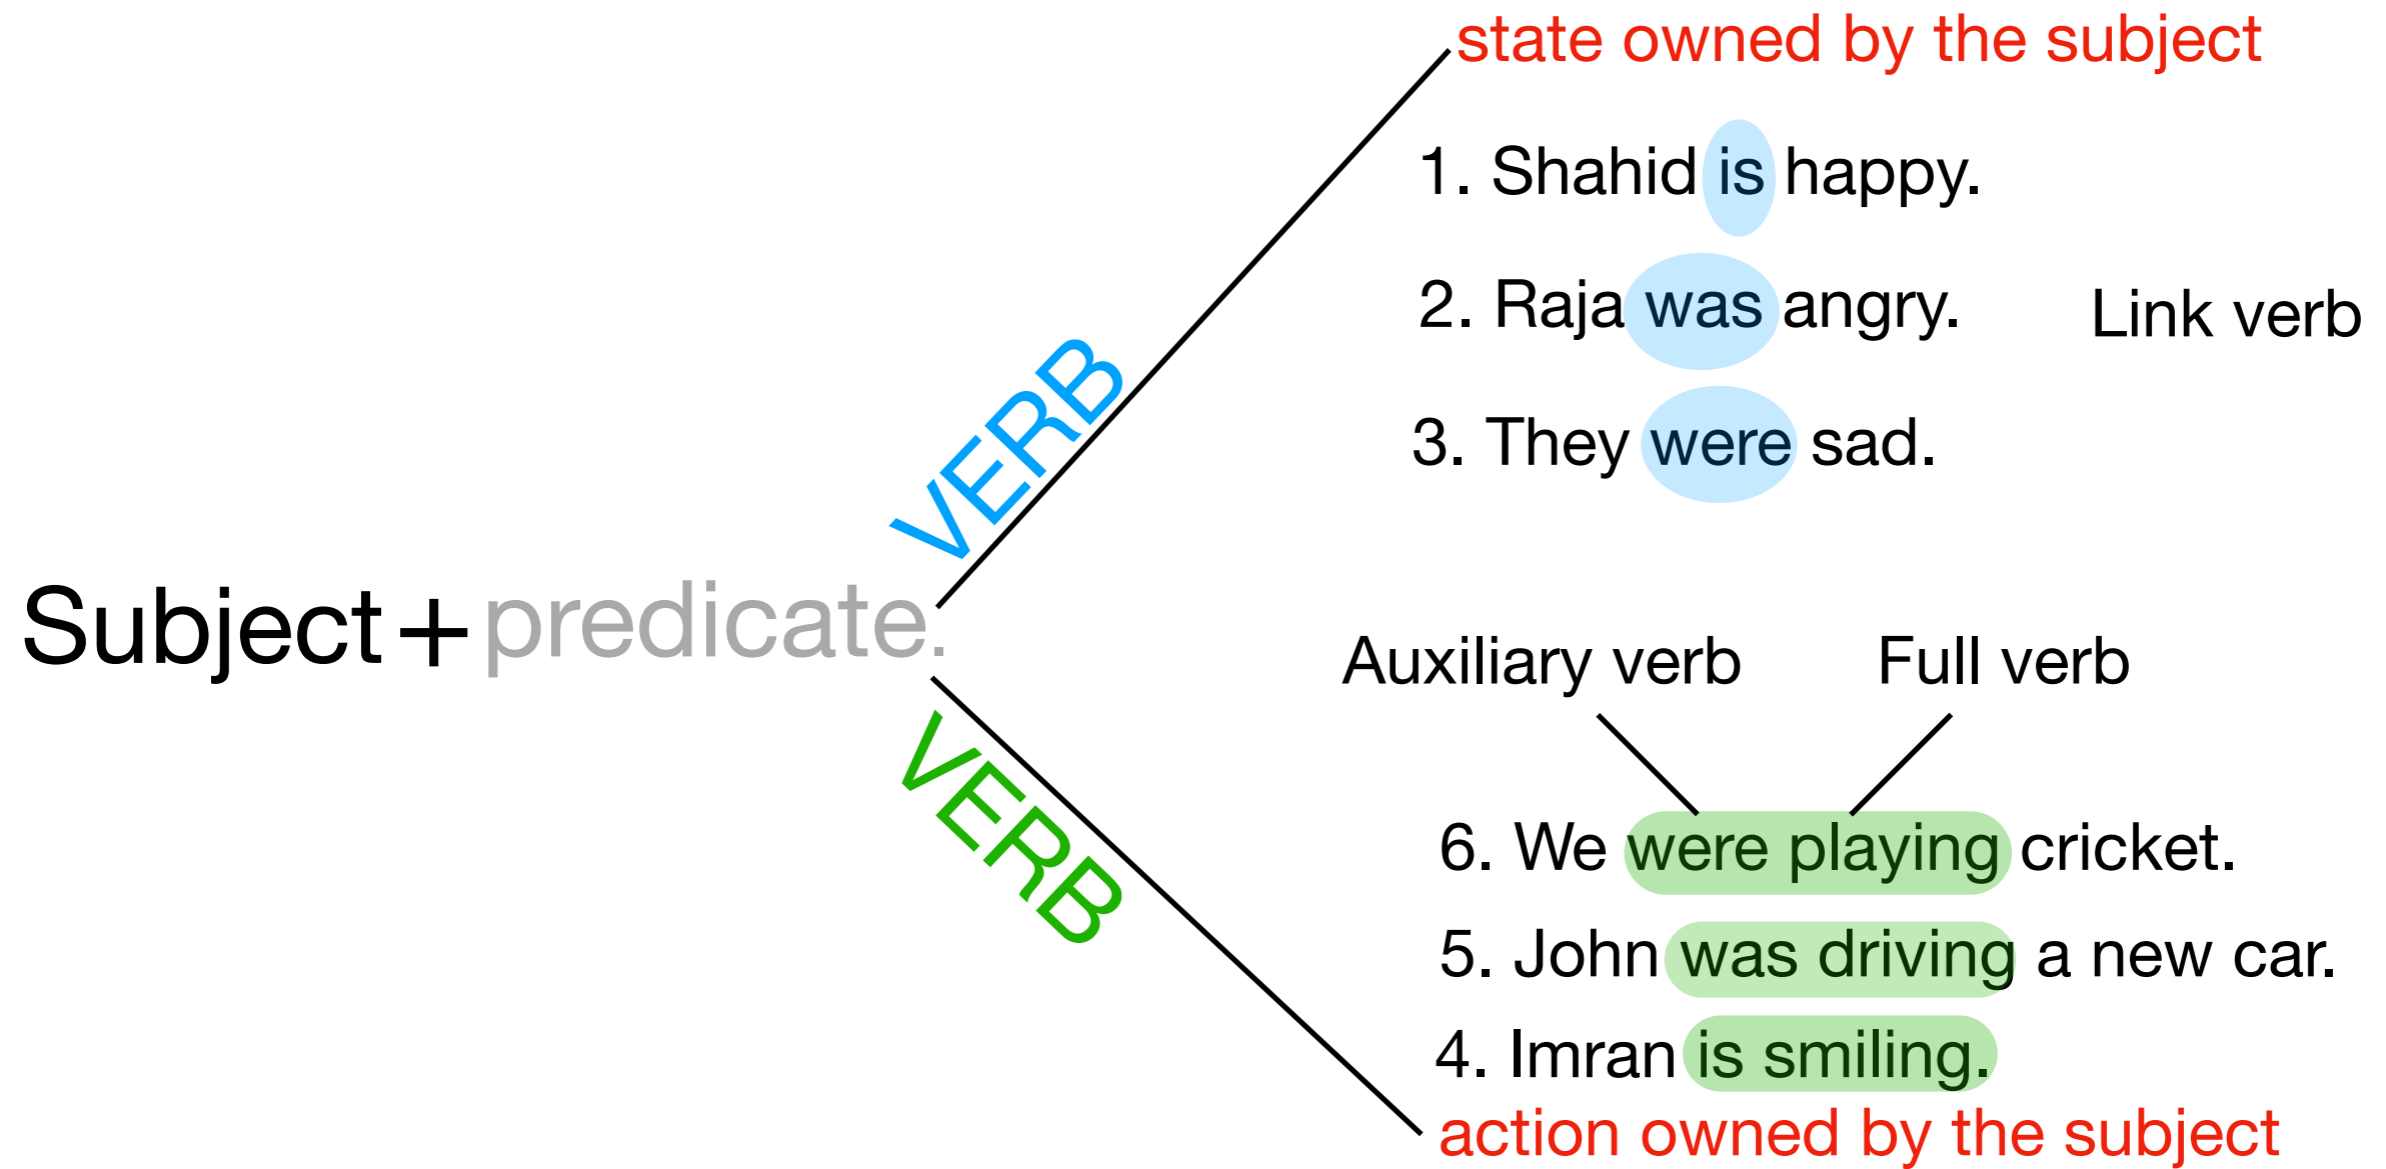 state owned by the subject
1. Shahid is happy.
2. Raja was angry.
Link verb
3. They were sad.
VERB
Subject + predicate.
VERB
Auxiliary verb
Full verb
6. We were playing cricket.
5. John was driving a new car.
4. Imran is smiling.
action owned by the subject